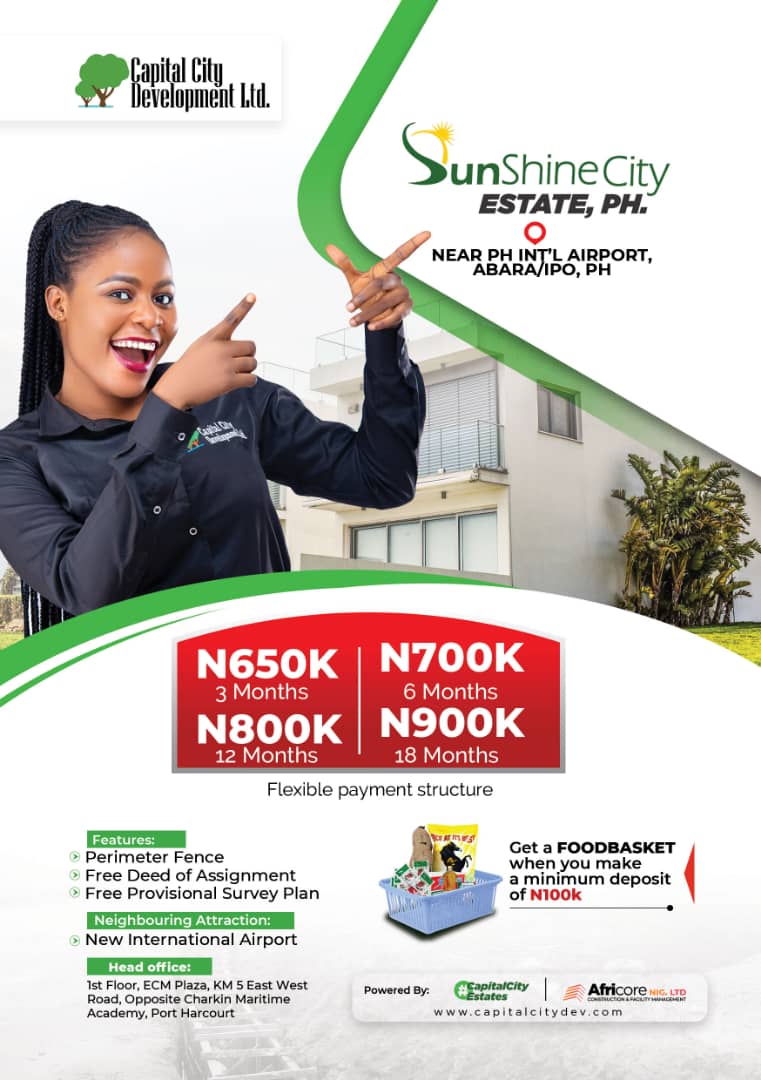 Capital City
Development Ltd.
SunShineCity
ESTATE, PH.
NEAR PH INT'L AIRPORT,
ABARA/IPO, PH
Capital City
Development Ltd.
N650K
3 Months
N700K
6 Months
N800K
12 Months
N900K
18 Months
Flexible payment structure
Features:
Perimeter Fence
Free Deed of Assignment
Free Provisional Survey Plan
Neighbouring Attraction:
New International Airport
Head office:
1st Floor, ECM Plaza, KM 5 East West
Road, Opposite Charkin Maritime
Academy, Port Harcourt
Get a FOODBASKET
when you make
a minimum deposit
of N100k
Powered By:
#CapitalCity
Estates
Africore NIG. LTD
CONSTRUCTION & FACILITY MANAGEMENT
www.capitalcitydev.com